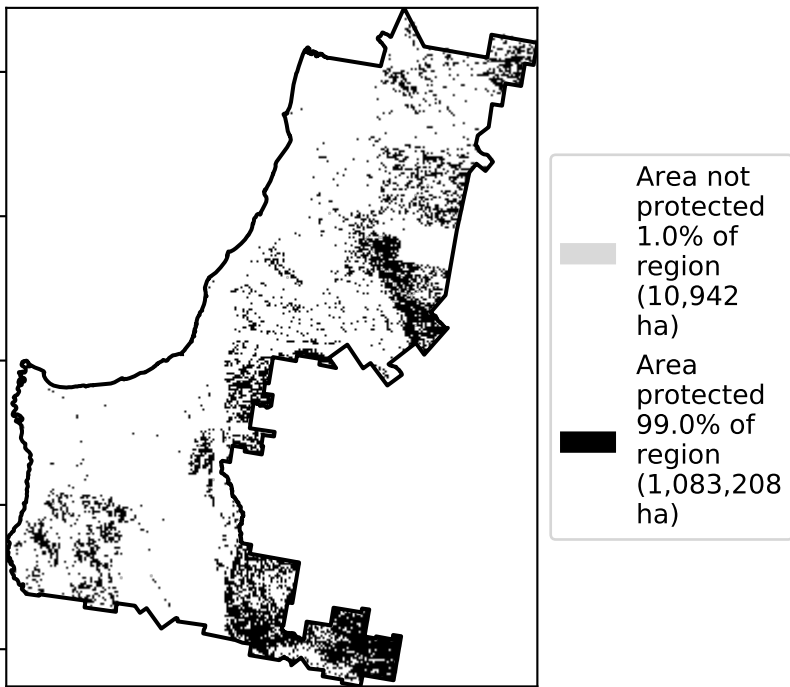 Area not
protected
1.0% of
region
(10,942
ha)
Area
protected
99.0% of
region
(1,083,208
ha)